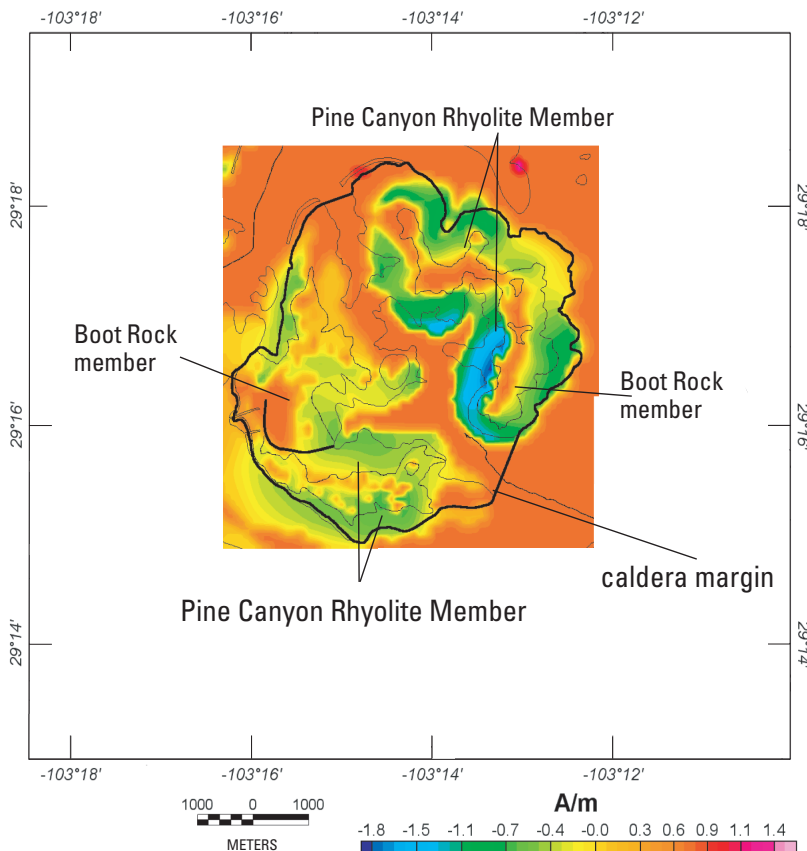 -103°18'
-103°16'
-103°14'
-103°12'
Pine Canyon Rhyolite Member
29°18'
29°18'
Boot Rock
member
Boot Rock
member
29°16'
29°16'
caldera margin
Pine Canyon Rhyolite Member
29°14'
29°14'
-103°18'
-103°16'
-103°14'
-103°12'
1000 0 1000
METERS
A/m
-1.8 -1.5 -1.1 -0.7 -0.4 -0.0 0.3 0.6 0.9 1.1 1.4